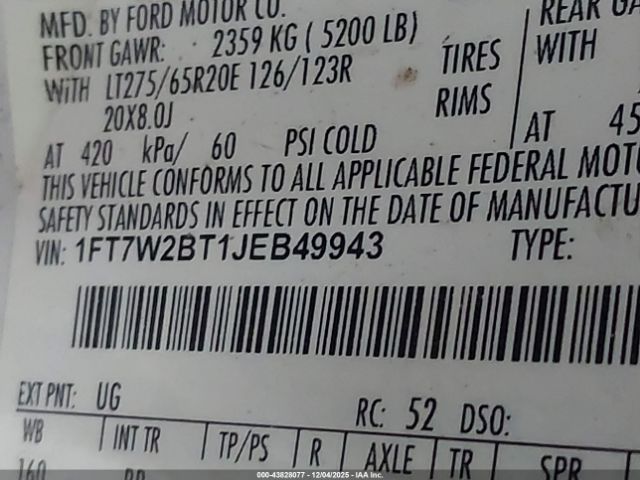 MFD. BY FORD MOTOR CO.
FRONT GAWR: 2359 KG ( 5200 LB)
WITH LT275/65R20E 126/123R TIRES
20X8.0J RIMS
AT 420 kPa/ 60 PSI COLD
REAR
WITH
AT 45
THIS VEHICLE CONFORMS TO ALL APPLICABLE FEDERAL MOTO
SAFETY STANDARDS IN EFFECT ON THE DATE OF MANUFACTU
VIN: 1FT7W2BT1JEB49943 TYPE:
EXT PNT: UG RC: 52 DSO:
WB INT TR TP/PS R AXLE TR SPR
160
000-43828077 - 12/04/2025 - IAA Inc. (IAA)